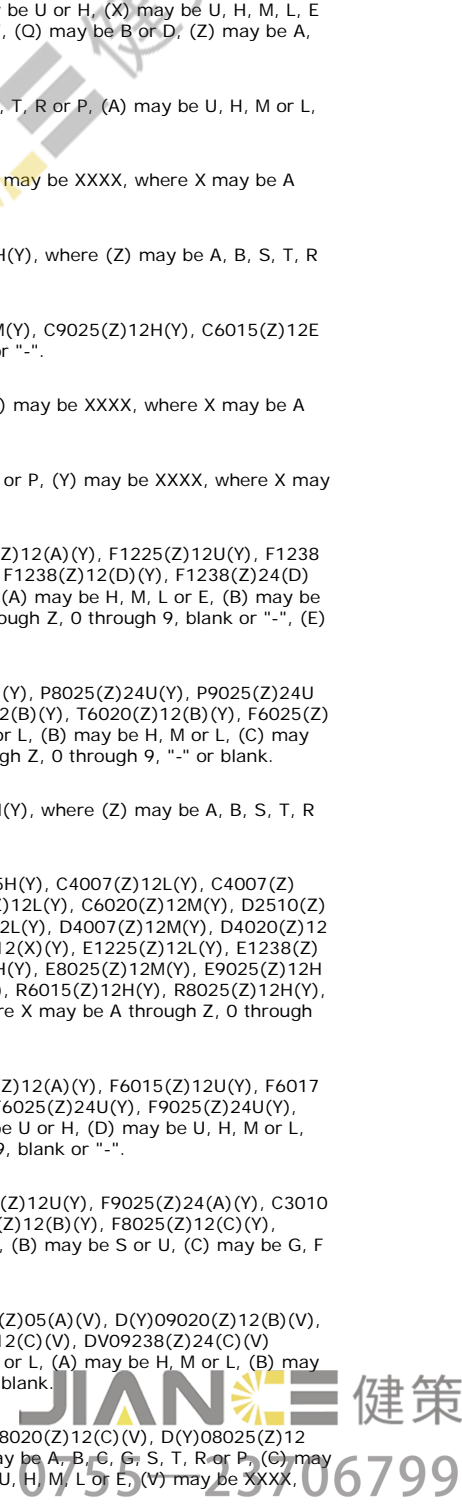 be U or H, (X) may be U, H, M, L, E
, (Q) may be B or D, (Z) may be A,
, T, R or P, (A) may be U, H, M or L,
may be XXXX, where X may be A
H(Y), where (Z) may be A, B, S, T, R
M(Y), C9025(Z)12H(Y), C6015(Z)12E
or "-".
) may be XXXX, where X may be A
or P, (Y) may be XXXX, where X may
Z)12(A)(Y), F1225(Z)12U(Y), F1238
F1238(Z)12(D)(Y), F1238(Z)24(D)
(A) may be H, M, L or E, (B) may be
ough Z, 0 through 9, blank or "-", (E)
(Y), P8025(Z)24U(Y), P9025(Z)24U
2(B)(Y), T6020(Z)12(B)(Y), F6025(Z)
or L, (B) may be H, M or L, (C) may
gh Z, 0 through 9, "-" or blank.
(Y), where (Z) may be A, B, S, T, R
5H(Y), C4007(Z)12L(Y), C4007(Z)
Z)12L(Y), C6020(Z)12M(Y), D2510(Z)
2L(Y), D4007(Z)12M(Y), D4020(Z)12
12(X)(Y), E1225(Z)12L(Y), E1238(Z)
H(Y), E8025(Z)12M(Y), E9025(Z)12H
), R6015(Z)12H(Y), R8025(Z)12H(Y),
re X may be A through Z, 0 through
Z)12(A)(Y), F6015(Z)12U(Y), F6017
6025(Z)24U(Y), F9025(Z)24U(Y),
be U or H, (D) may be U, H, M or L,
9, blank or "-".
(Z)12U(Y), F9025(Z)24(A)(Y), C3010
(Z)12(B)(Y), F8025(Z)12(C)(Y),
, (B) may be S or U, (C) may be G, F
(Z)05(A)(V), D(Y)09020(Z)12(B)(V),
12(C)(V), DV09238(Z)24(C)(V)
or L, (A) may be H, M or L, (B) may
blank.
JIAN 健策
8020(Z)12(C)(V), D(Y)08025(Z)12
ay be A, B, C, G, S, T, R or P, (C) may
U, H, M, L or E, (V) may be XXXX,
0755-23706799